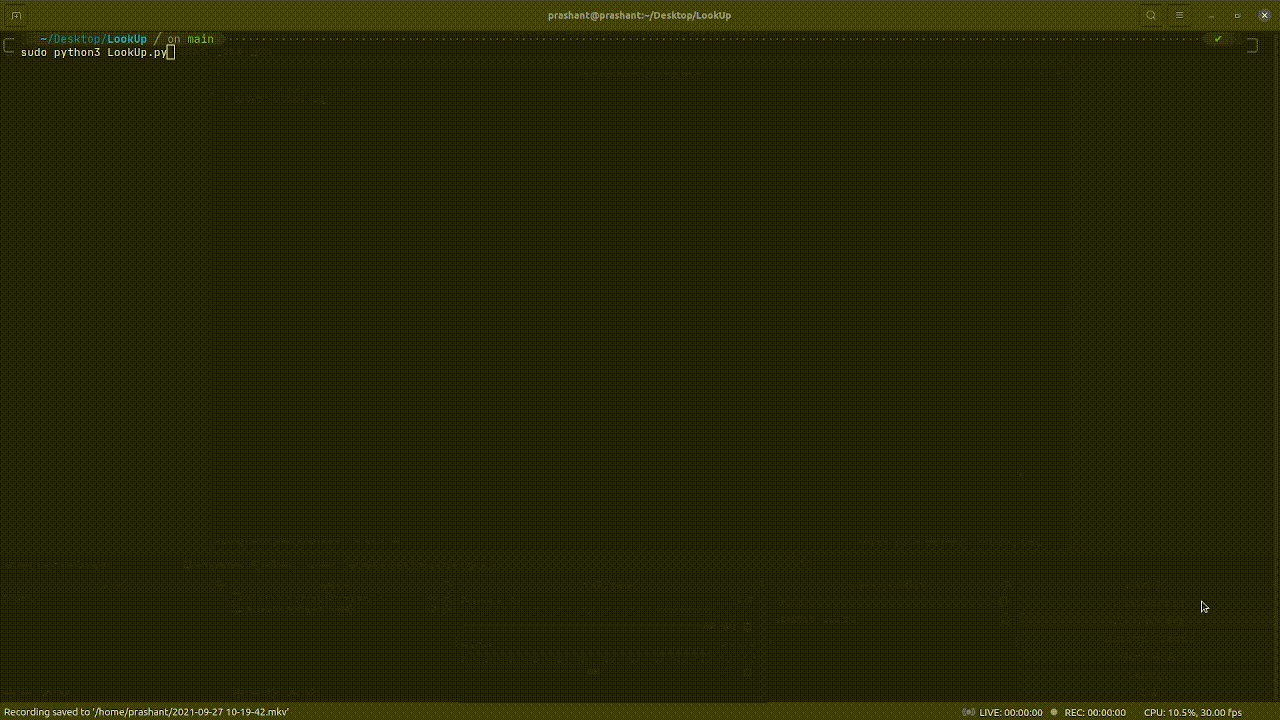 prashant@prashant:~/Desktop/LookUp
~/Desktop/LookUp / on main ✔
sudo python3 LookUp.py
Recording saved to '/home/prashant/2021-09-27 10-19-42.mkv'
LIVE: 00:00:00 REC: 00:00:00 CPU: 10.5%, 30.00 fps